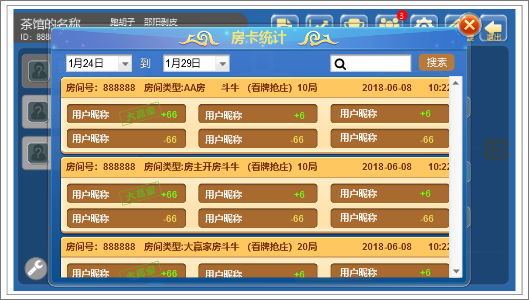 茶馆的名称
ID: 888
3
房卡统计
退出
1月24日 到 1月29日 搜索
房间号: 888888 房间类型:AA房 斗牛 (看牌抢庄) 10局 2018-06-08 10:22
用户昵称 大赢家 +66 用户昵称 +6 用户昵称 +6
用户昵称 -66 用户昵称 -66 用户昵称 -66
房间号: 888888 房间类型:房主开房斗牛 (看牌抢庄) 10局 2018-06-08 10:22
用户昵称 大赢家 +66 用户昵称 +6 用户昵称 +6
用户昵称 -66 用户昵称 -66 用户昵称 -66
房间号: 888888 房间类型:大赢家房斗牛 (看牌抢庄) 20局 2018-06-08 10:22
用户昵称 大赢家 +66 用户昵称 +6 用户昵称 +6